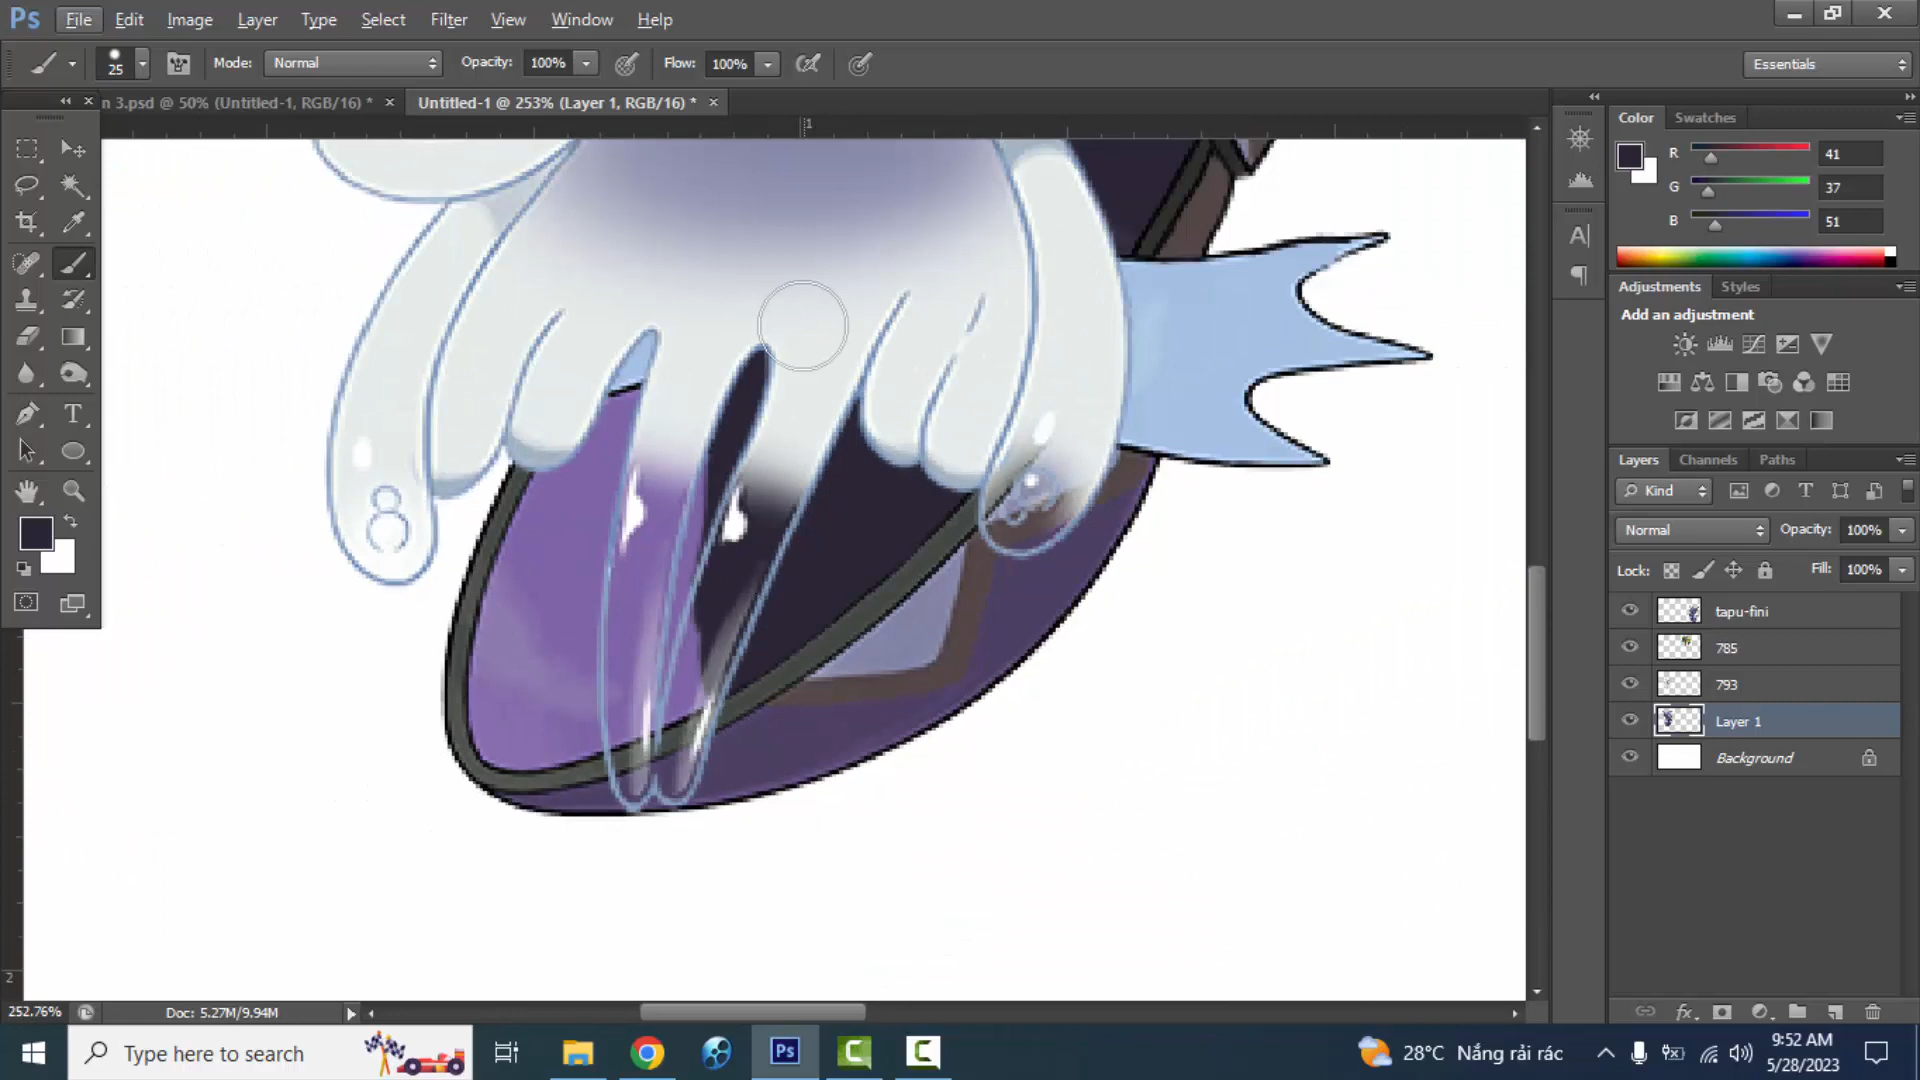 Ps File Edit Image Layer Type Select Filter View Window Help
25 Mode: Normal Opacity: 100% Flow: 100% Essentials
n 3.psd @ 50% (Untitled-1, RGB/16) * × Untitled-1 @ 253% (Layer 1, RGB/16) * ×
1
Color Swatches
R 41
G 37
B 51
Adjustments Styles
Add an adjustment
Layers Channels Paths
Kind
Normal Opacity: 100%
Lock: Fill: 100%
tapu-fini
785
793
Layer 1
Background
2
252.76% Doc: 5.27M/9.94M
Type here to search
Ps
28°C Nắng rải rác
9:52 AM
5/28/2023